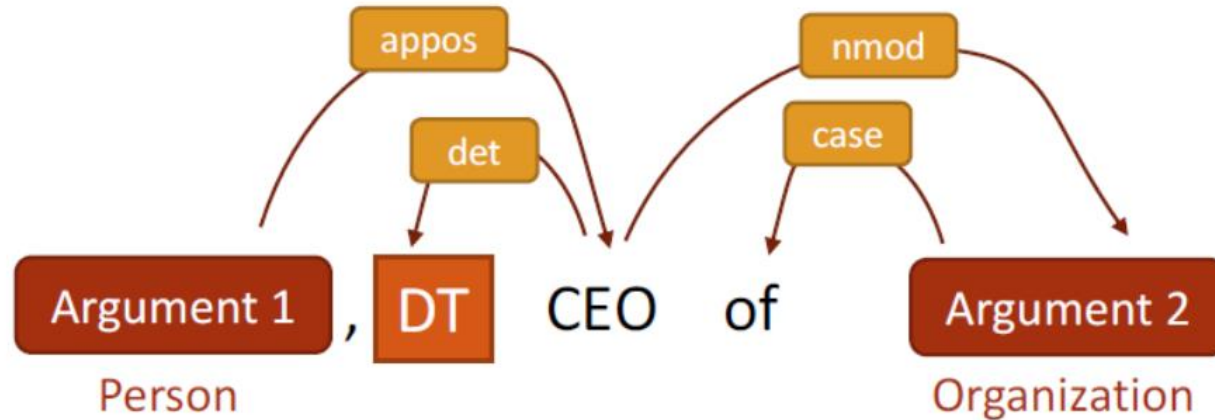 appos nmod
det case
Argument 1 , DT CEO of Argument 2
Person Organization